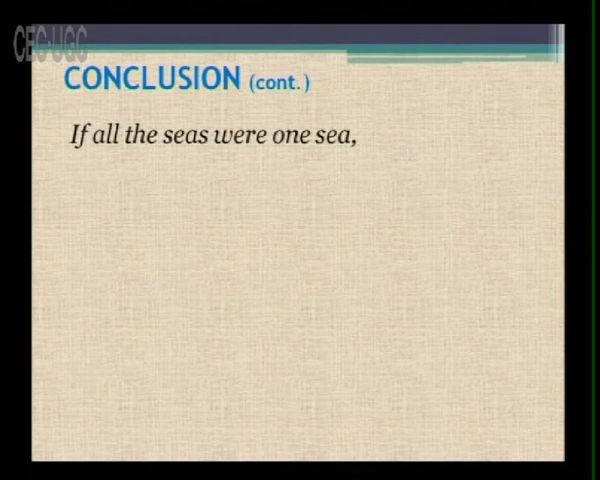 CEC-UGC
CONCLUSION (cont.)
If all the seas were one sea,